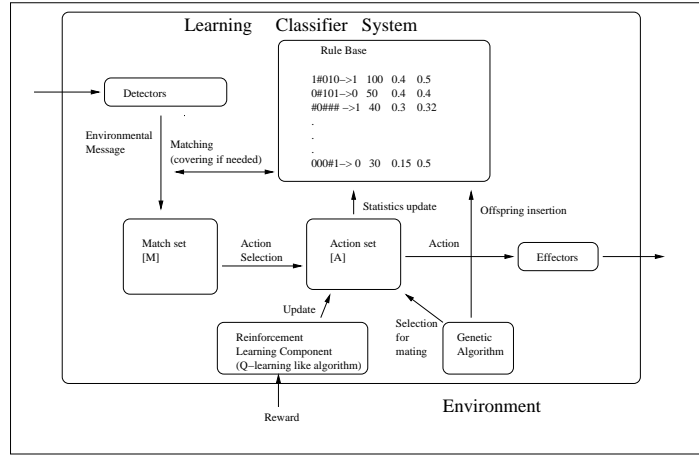 Learning Classifier System
Rule Base
1#010–>1 100 0.4 0.5
0#101–>0 50 0.4 0.4
#0### –>1 40 0.3 0.32
.
.
.
000#1–> 0 30 0.15 0.5
Detectors
Environmental
Message
Matching
(covering if needed)
Statistics update
Offspring insertion
Match set
[M]
Action
Selection
Action set
[A]
Action
Effectors
Update
Reinforcement
Learning Component
(Q–learning like algorithm)
Selection
for
mating
Genetic
Algorithm
Reward
Environment